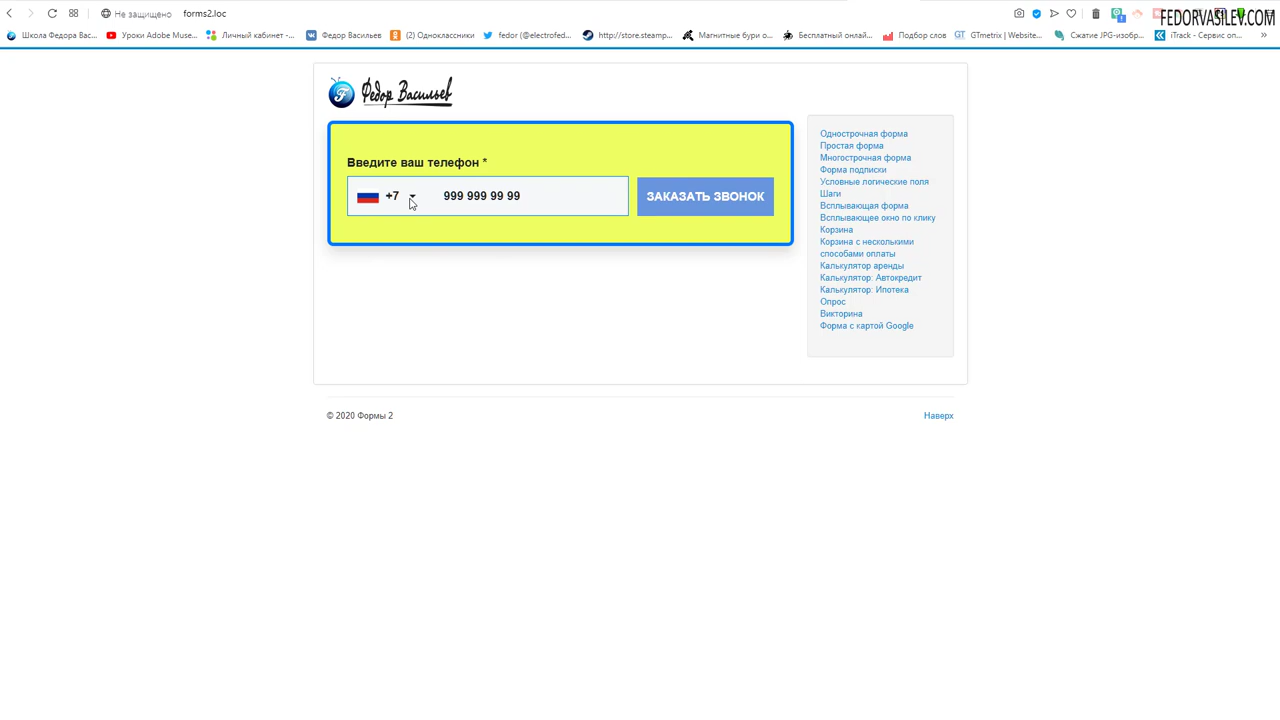 Не защищено forms2.loc
FEDORVASILEV.COM
Школа Федора Вас... Уроки Adobe Muse... Личный кабинет -... Федор Васильев (2) Одноклассники fedor (@electrofed... http://store.steamp... Магнитные бури о... Бесплатный онлай... Подбор слов GT GTmetrix | Website... Сжатие JPG-изобр... iTrack - Сервис оп... »
Федор Васильев
Введите ваш телефон *
+7 999 999 99 99
ЗАКАЗАТЬ ЗВОНОК
Однострочная форма
Простая форма
Многострочная форма
Форма подписки
Условные логические поля
Шаги
Всплывающая форма
Всплывающее окно по клику
Корзина
Корзина с несколькими
способами оплаты
Калькулятор аренды
Калькулятор: Автокредит
Калькулятор: Ипотека
Опрос
Викторина
Форма с картой Google
© 2020 Формы 2
Наверх